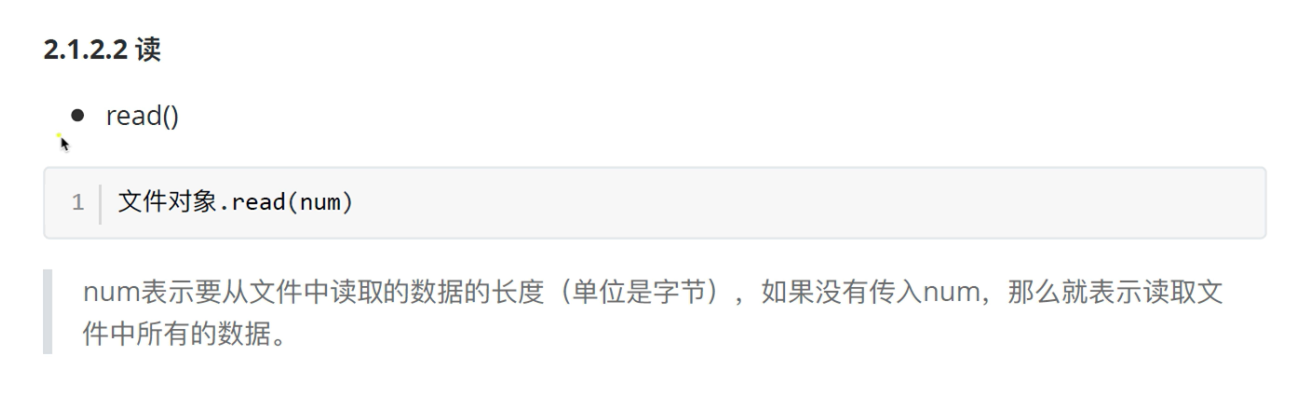 2.1.2.2 读
read()
1 文件对象.read(num)
num表示要从文件中读取的数据的长度（单位是字节），如果没有传入num，那么就表示读取文
件中所有的数据。